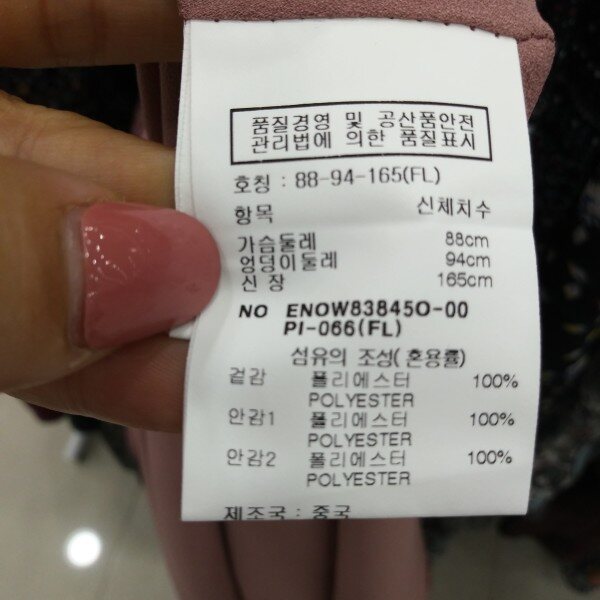 품질경영 및 공산품안전
관리법에 의한 품질표시
호칭 : 88-94-165(FL)
항목 신체치수
가슴둘레 88cm
엉덩이둘레 94cm
신 장 165cm
NO ENOW83845O-00
PI-066(FL)
섬유의 조성( 혼용률)
겉감 폴리에스터 100%
POLYESTER
안감1 폴리에스터 100%
POLYESTER
안감2 폴리에스터 100%
POLYESTER
제조국 : 중국